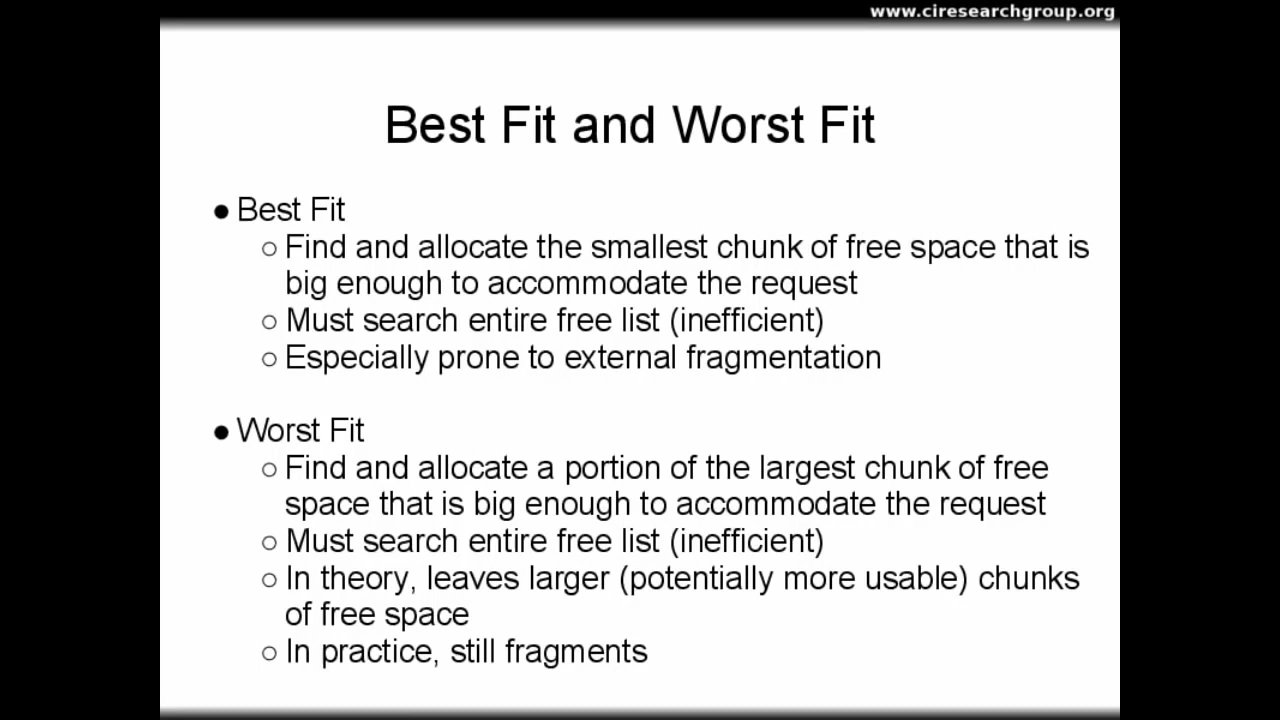 www.ciresearchgroup.org
Best Fit and Worst Fit
● Best Fit
○ Find and allocate the smallest chunk of free space that is
big enough to accommodate the request
○ Must search entire free list (inefficient)
○ Especially prone to external fragmentation
● Worst Fit
○ Find and allocate a portion of the largest chunk of free
space that is big enough to accommodate the request
○ Must search entire free list (inefficient)
○ In theory, leaves larger (potentially more usable) chunks
of free space
○ In practice, still fragments